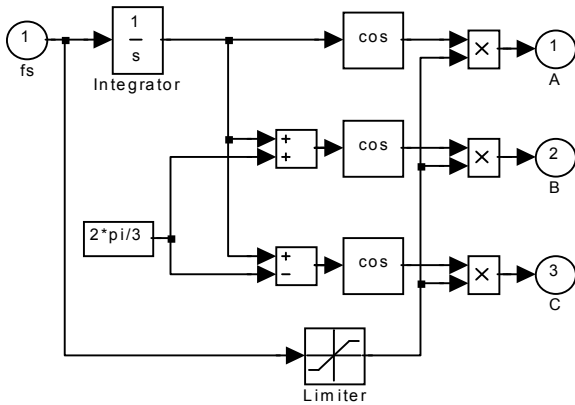 1
fs
1
s
Integrator
cos
×
1
A
+
+
cos
×
2
B
2*pi/3
+
−
cos
×
3
C
Limiter